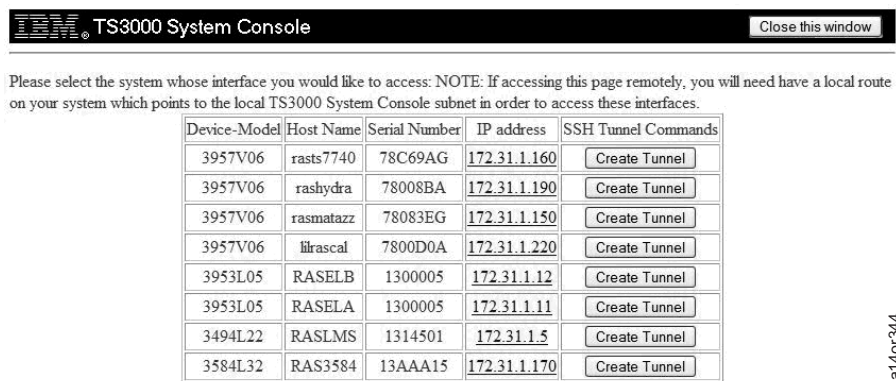 IBM® TS3000 System Console
Close this window
Please select the system whose interface you would like to access: NOTE: If accessing this page remotely, you will need have a local route
on your system which points to the local TS3000 System Console subnet in order to access these interfaces.
Device-Model Host Name Serial Number IP address SSH Tunnel Commands
3957V06 rasts7740 78C69AG 172.31.1.160 Create Tunnel
3957V06 rashydra 78008BA 172.31.1.190 Create Tunnel
3957V06 rasmatazz 78083EG 172.31.1.150 Create Tunnel
3957V06 lilrascal 7800D0A 172.31.1.220 Create Tunnel
3953L05 RASELB 1300005 172.31.1.12 Create Tunnel
3953L05 RASELA 1300005 172.31.1.11 Create Tunnel
3494L22 RASLMS 1314501 172.31.1.5 Create Tunnel
3584L32 RAS3584 13AAA15 172.31.1.170 Create Tunnel